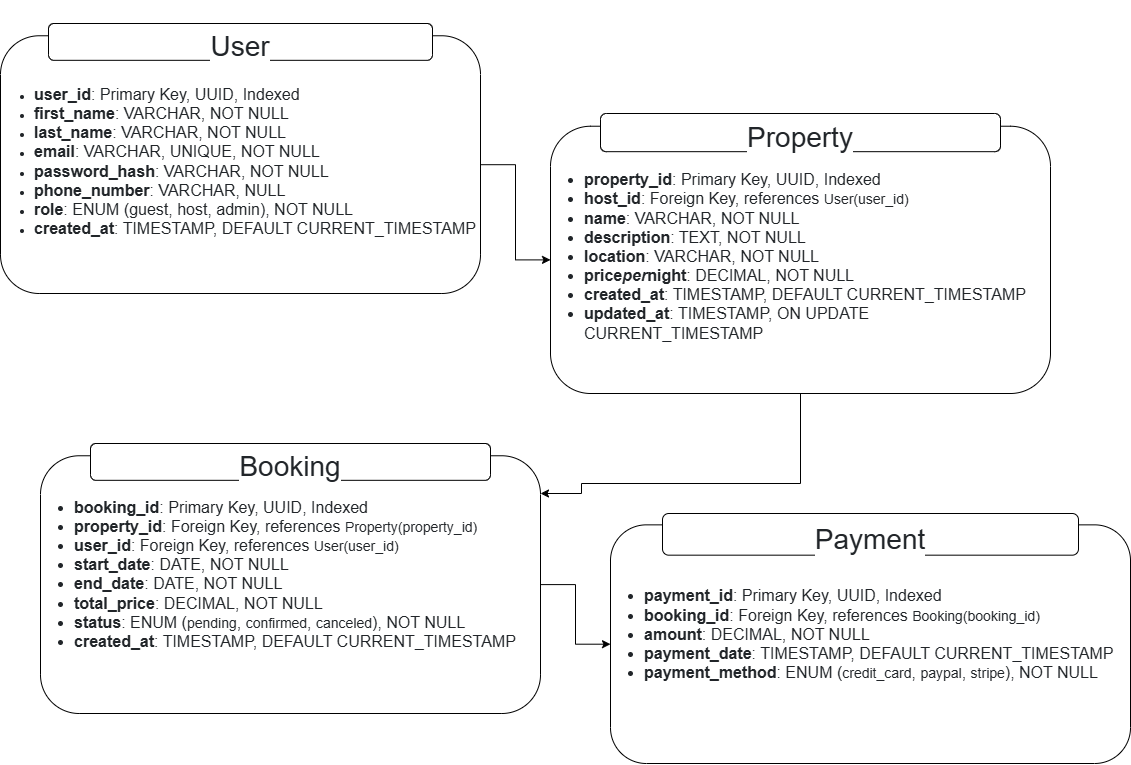 User
user_id: Primary Key, UUID, Indexed
first_name: VARCHAR, NOT NULL
last_name: VARCHAR, NOT NULL
email: VARCHAR, UNIQUE, NOT NULL
password_hash: VARCHAR, NOT NULL
phone_number: VARCHAR, NULL
role: ENUM (guest, host, admin), NOT NULL
created_at: TIMESTAMP, DEFAULT CURRENT_TIMESTAMP
Property
property_id: Primary Key, UUID, Indexed
host_id: Foreign Key, references User(user_id)
name: VARCHAR, NOT NULL
description: TEXT, NOT NULL
location: VARCHAR, NOT NULL
pricepernight: DECIMAL, NOT NULL
created_at: TIMESTAMP, DEFAULT CURRENT_TIMESTAMP
updated_at: TIMESTAMP, ON UPDATE
CURRENT_TIMESTAMP
Booking
booking_id: Primary Key, UUID, Indexed
property_id: Foreign Key, references Property(property_id)
user_id: Foreign Key, references User(user_id)
start_date: DATE, NOT NULL
end_date: DATE, NOT NULL
total_price: DECIMAL, NOT NULL
status: ENUM (pending, confirmed, canceled), NOT NULL
created_at: TIMESTAMP, DEFAULT CURRENT_TIMESTAMP
Payment
payment_id: Primary Key, UUID, Indexed
booking_id: Foreign Key, references Booking(booking_id)
amount: DECIMAL, NOT NULL
payment_date: TIMESTAMP, DEFAULT CURRENT_TIMESTAMP
payment_method: ENUM (credit_card, paypal, stripe), NOT NULL